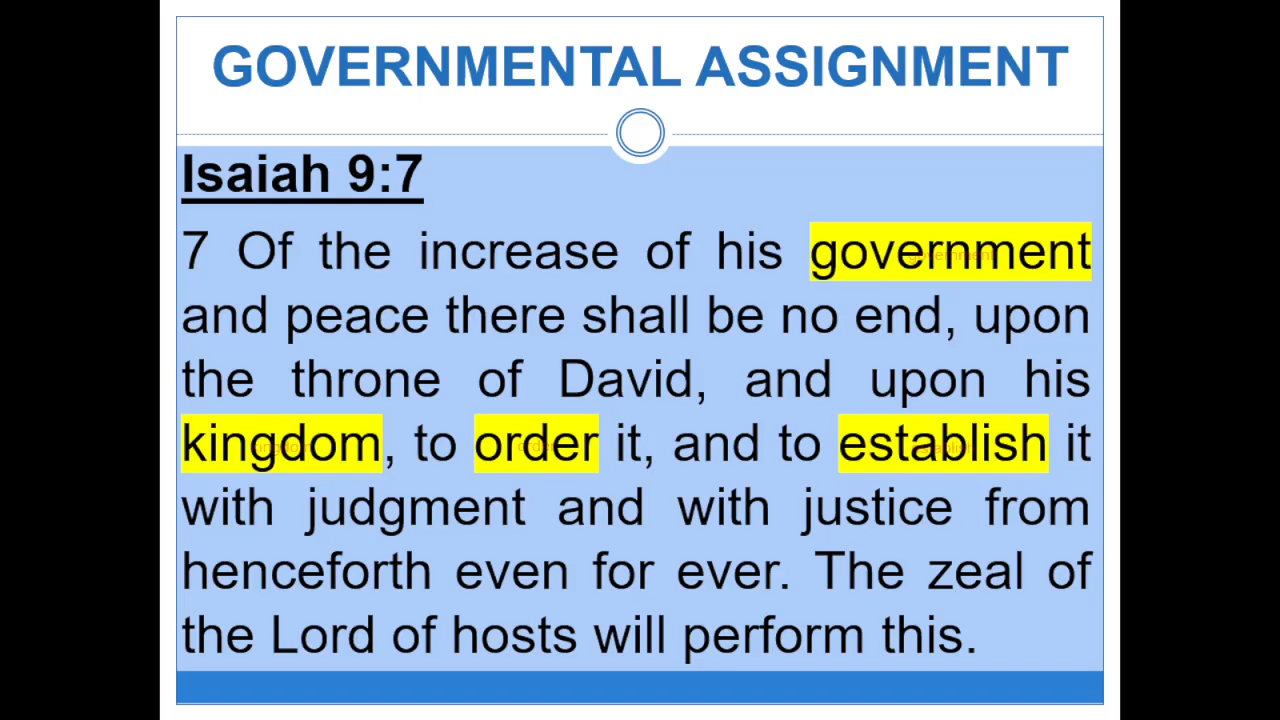 GOVERNMENTAL ASSIGNMENT
Isaiah 9:7
7 Of the increase of his government
and peace there shall be no end, upon
the throne of David, and upon his
kingdom, to order it, and to establish it
with judgment and with justice from
henceforth even for ever. The zeal of
the Lord of hosts will perform this.